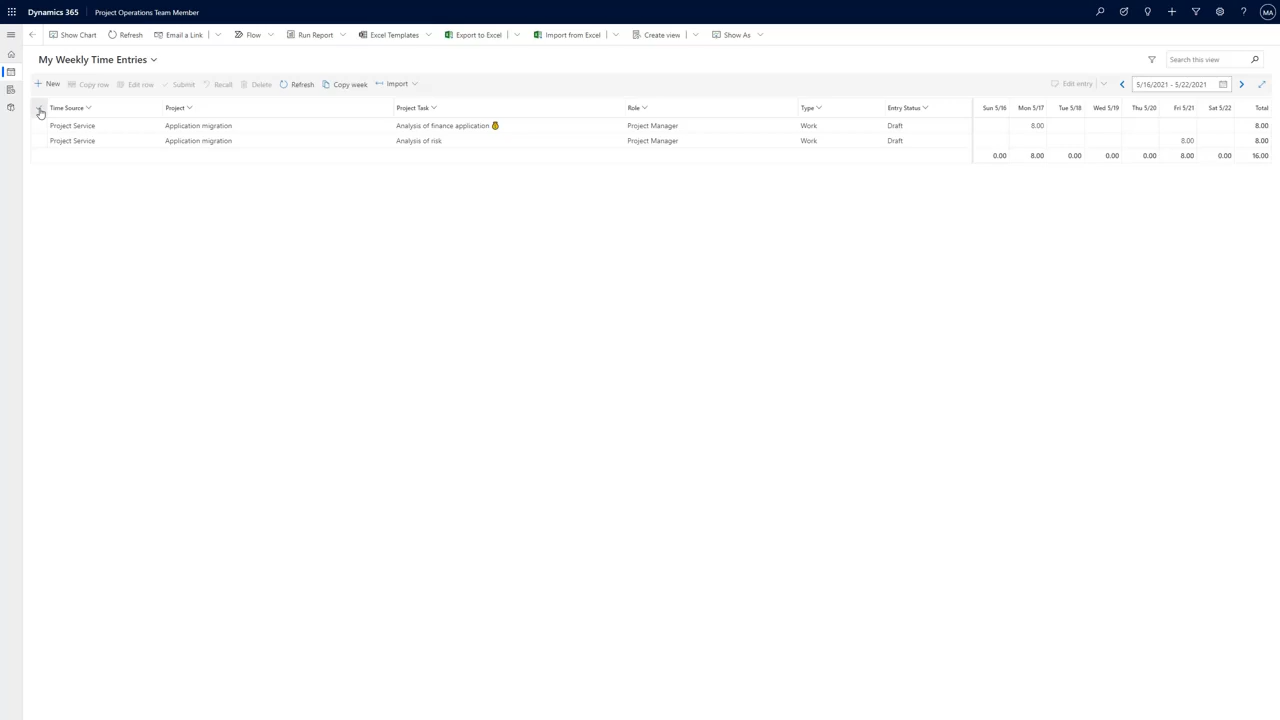 Dynamics 365 Project Operations Team Member MA
Show Chart Refresh Email a Link Flow Run Report Excel Templates Export to Excel Import from Excel Create view Show As
My Weekly Time Entries Search this view
New Copy row Edit row Submit Recall Delete Refresh Copy week Import Edit entry 5/16/2021 - 5/22/2021
Time Source Project Project Task Role Type Entry Status Sun 5/16 Mon 5/17 Tue 5/18 Wed 5/19 Thu 5/20 Fri 5/21 Sat 5/22 Total
Project Service Application migration Analysis of finance application 💰 Project Manager Work Draft 8.00 8.00
Project Service Application migration Analysis of risk Project Manager Work Draft 8.00 8.00
0.00 8.00 0.00 0.00 0.00 8.00 0.00 16.00